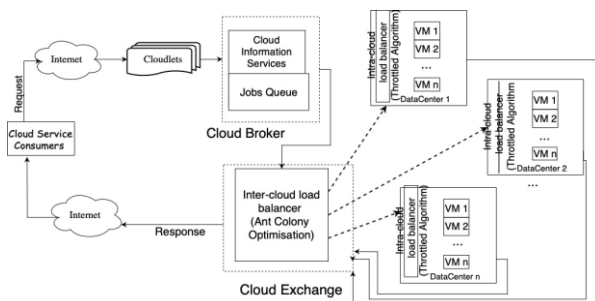 Internet
Cloudlets
Cloud
Information
Services
Jobs Queue
Cloud Broker
Request
Cloud Service
Consumers
Internet
Response
Inter-cloud load
balancer
(Ant Colony
Optimisation)
Cloud Exchange
Intra-cloud
load balancer
(Throttled Algorithm)
VM 1
VM 2
...
VM n
DataCenter 1
Intra-cloud
load balancer
(Throttled Algorithm)
VM 1
VM 2
...
VM n
DataCenter 2
...
Intra-cloud
load balancer
(Throttled Algorithm)
VM 1
VM 2
...
VM n
DataCenter n